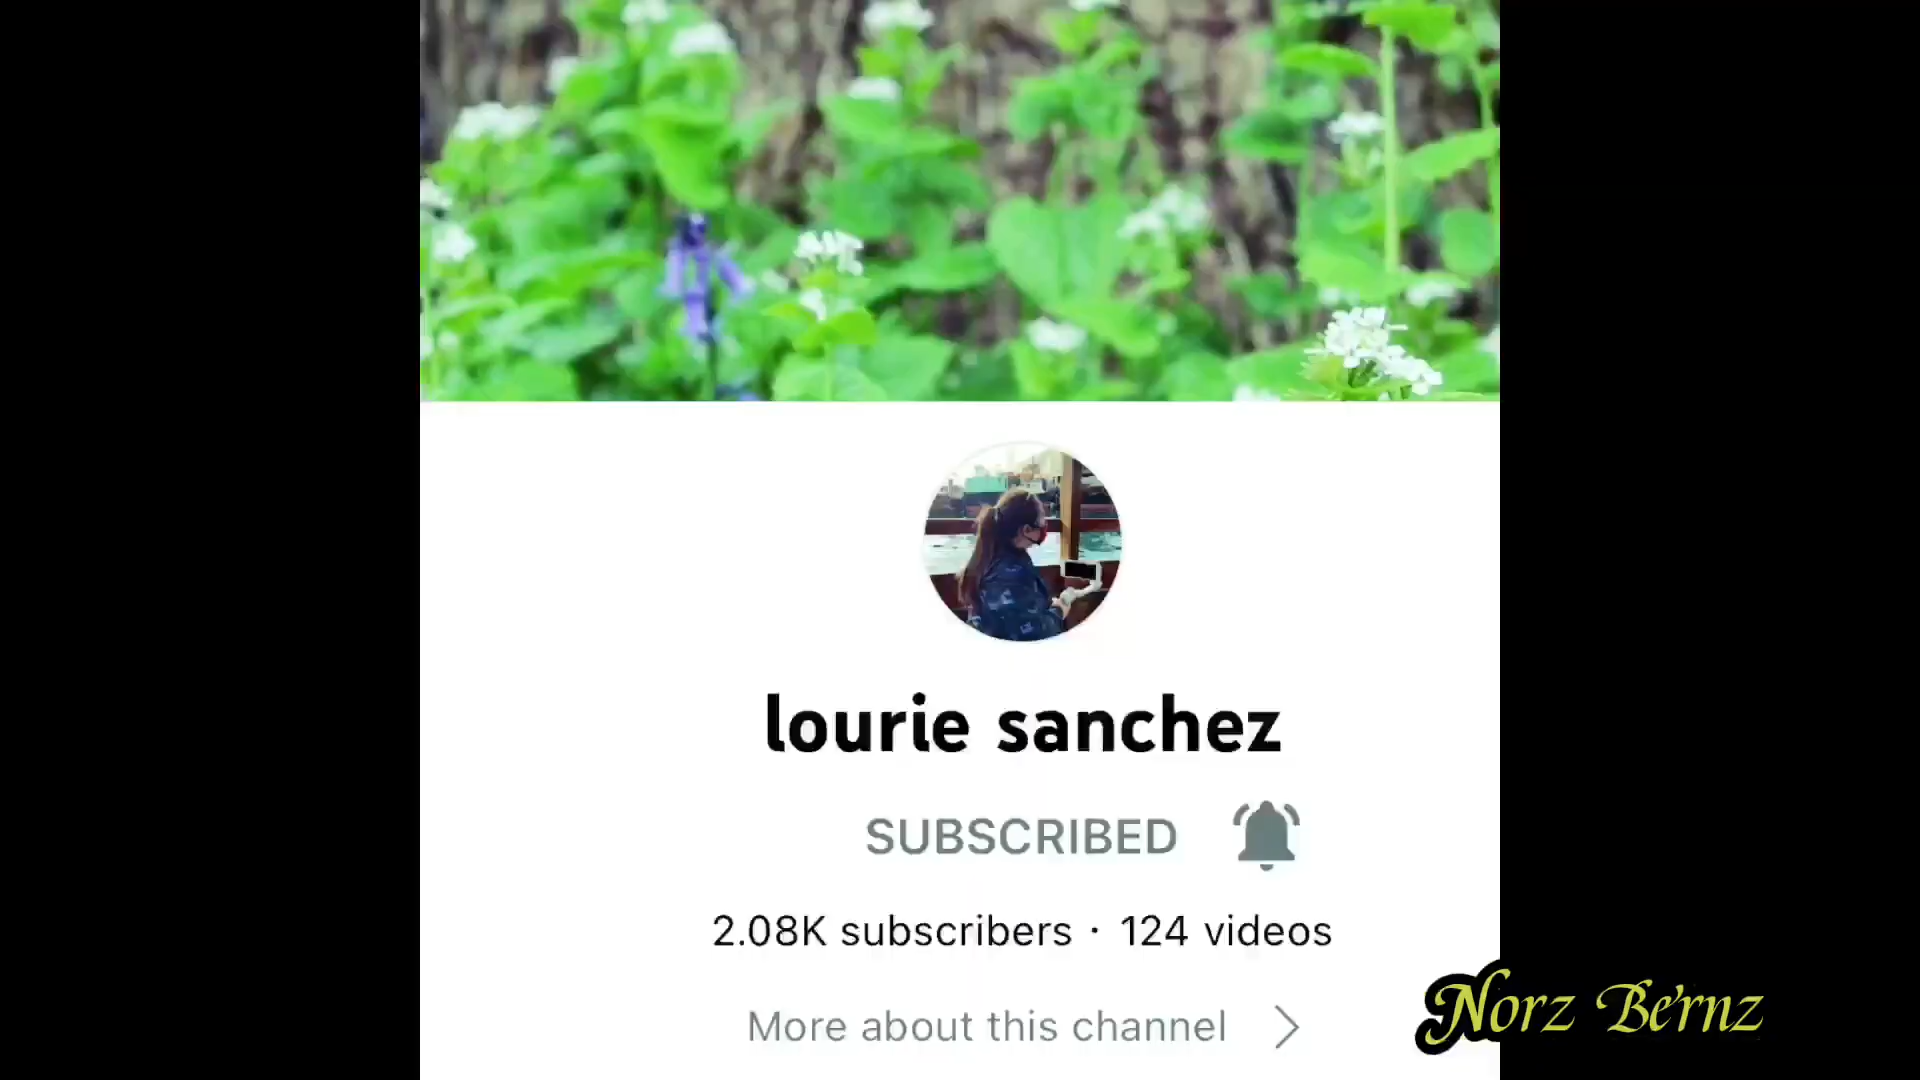 lourie sanchez
SUBSCRIBED
2.08K subscribers · 124 videos
More about this channel
Norz Be'rnz